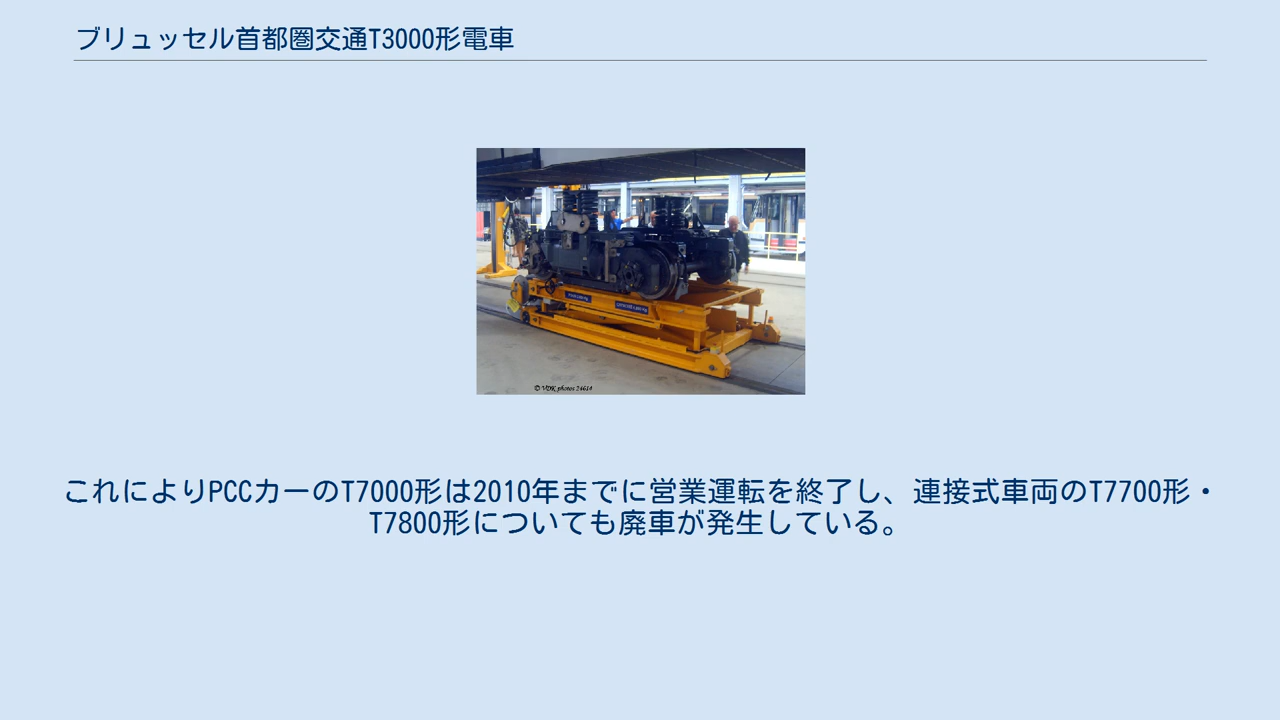 ブリュッセル首都圏交通T3000形電車
© VDK photos 24614
これによりPCCカーのT7000形は2010年までに営業運転を終了し、連接式車両のT7700形・
T7800形についても廃車が発生している。